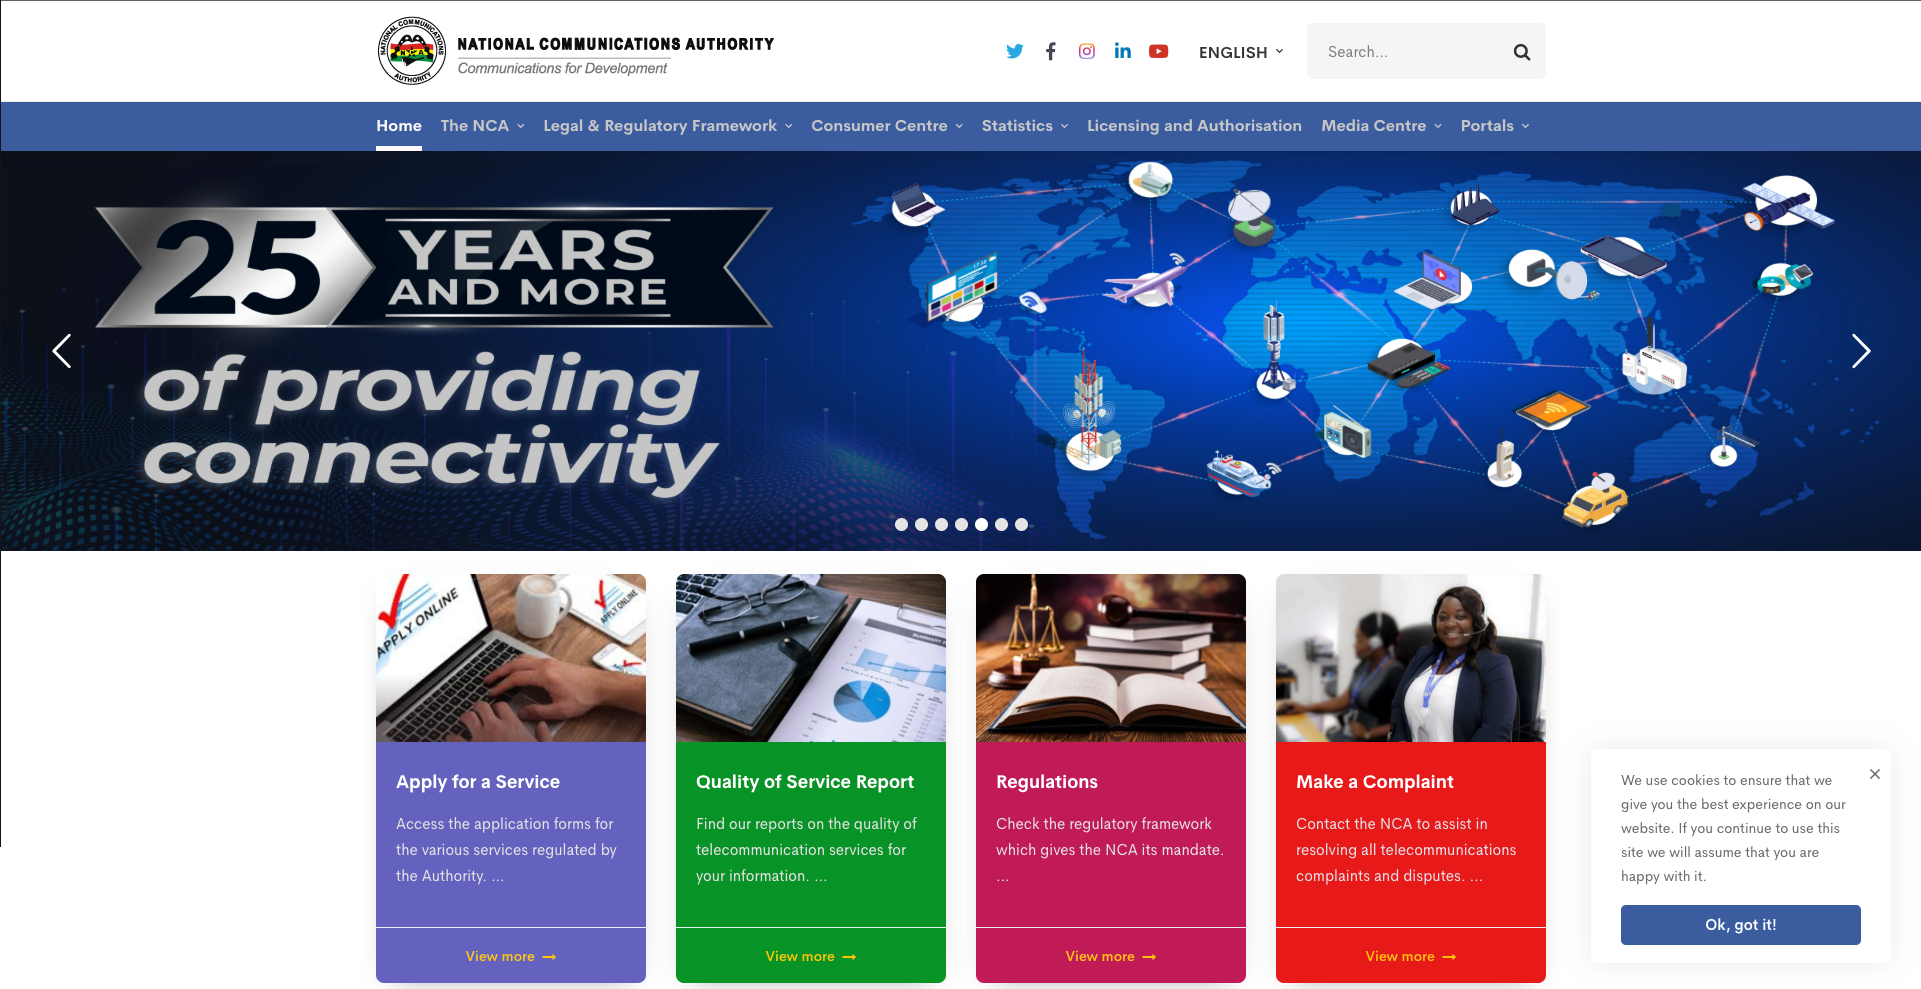 NATIONAL COMMUNICATIONS AUTHORITY
NCA
NATIONAL COMMUNICATIONS AUTHORITY
Communications for Development
ENGLISH
Search...
Home
The NCA
Legal & Regulatory Framework
Consumer Centre
Statistics
Licensing and Authorisation
Media Centre
Portals
25 YEARS
AND MORE
of providing
connectivity
APPLY ONLINE
APPLY ONLINE
Apply for a Service
Access the application forms for
the various services regulated by
the Authority. ...
View more
Quality of Service Report
Find our reports on the quality of
telecommunication services for
your information. ...
View more
Regulations
Check the regulatory framework
which gives the NCA its mandate.
...
View more
Make a Complaint
Contact the NCA to assist in
resolving all telecommunications
complaints and disputes. ...
View more
We use cookies to ensure that we
give you the best experience on our
website. If you continue to use this
site we will assume that you are
happy with it.
Ok, got it!